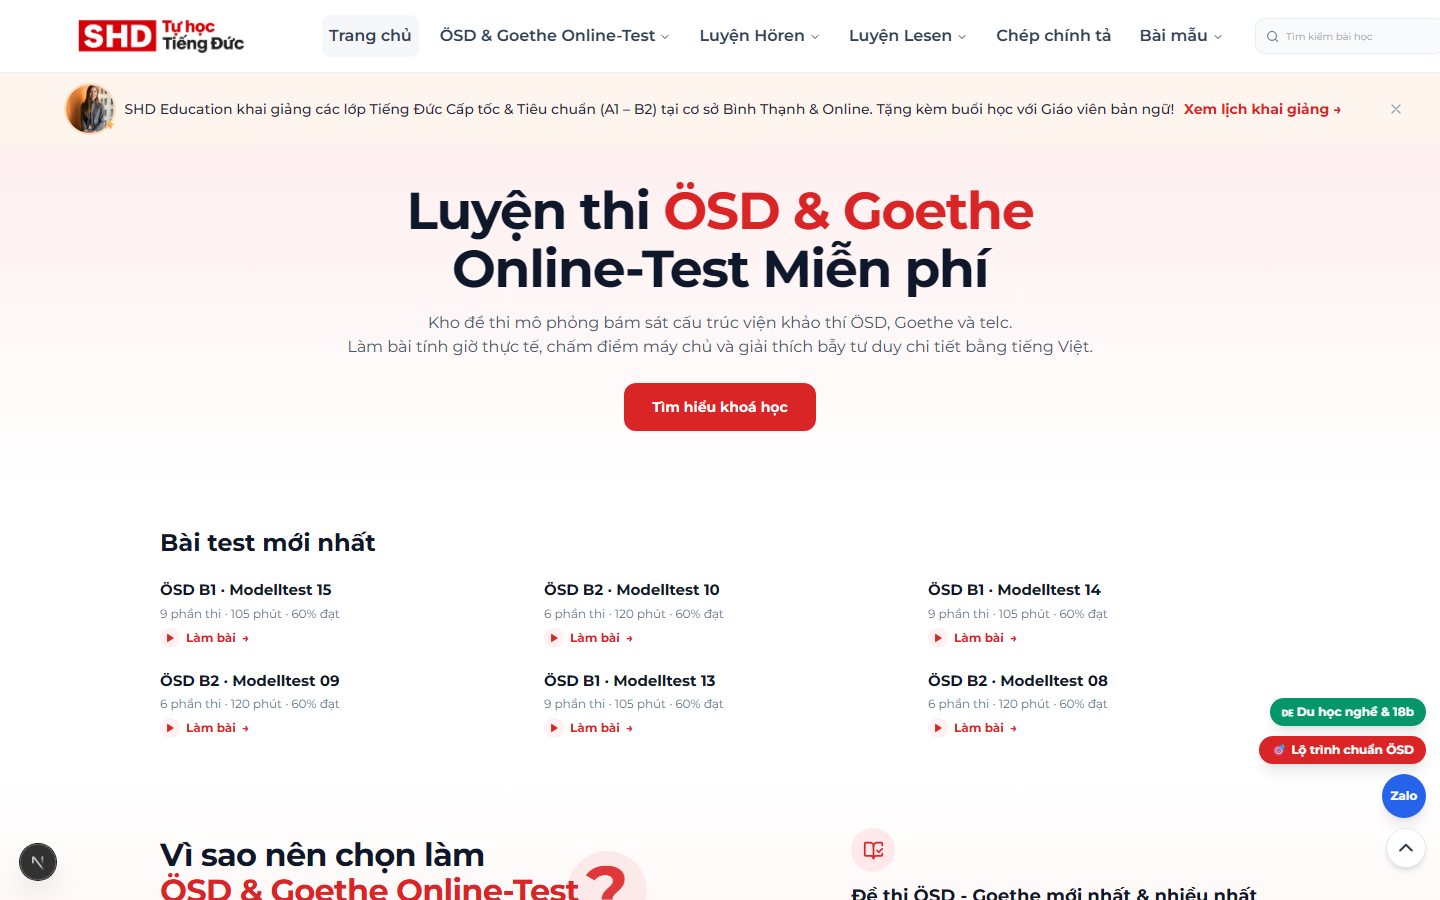 SHD Tự học
Tiếng Đức
Trang chủ
ÖSD & Goethe Online-Test
Luyện Hören
Luyện Lesen
Chép chính tả
Bài mẫu
Tìm kiếm bài học
SHD Education khai giảng các lớp Tiếng Đức Cấp tốc & Tiêu chuẩn (A1 – B2) tại cơ sở Bình Thạnh & Online. Tặng kèm buổi học với Giáo viên bản ngữ! Xem lịch khai giảng →
Luyện thi ÖSD & Goethe
Online-Test Miễn phí
Kho đề thi mô phỏng bám sát cấu trúc viện khảo thí ÖSD, Goethe và telc.
Làm bài tính giờ thực tế, chấm điểm máy chủ và giải thích bẫy tư duy chi tiết bằng tiếng Việt.
Tìm hiểu khoá học
Bài test mới nhất
ÖSD B1 · Modelltest 15
9 phần thi · 105 phút · 60% đạt
Làm bài →
ÖSD B2 · Modelltest 10
6 phần thi · 120 phút · 60% đạt
Làm bài →
ÖSD B1 · Modelltest 14
9 phần thi · 105 phút · 60% đạt
Làm bài →
ÖSD B2 · Modelltest 09
6 phần thi · 120 phút · 60% đạt
Làm bài →
ÖSD B1 · Modelltest 13
9 phần thi · 105 phút · 60% đạt
Làm bài →
ÖSD B2 · Modelltest 08
6 phần thi · 120 phút · 60% đạt
Làm bài →
DE Du học nghề & 18b
Lộ trình chuẩn ÖSD
Zalo
Vì sao nên chọn làm
ÖSD & Goethe Online-Test
?
Đề thi ÖSD - Goethe mới nhất & nhiều nhất
N